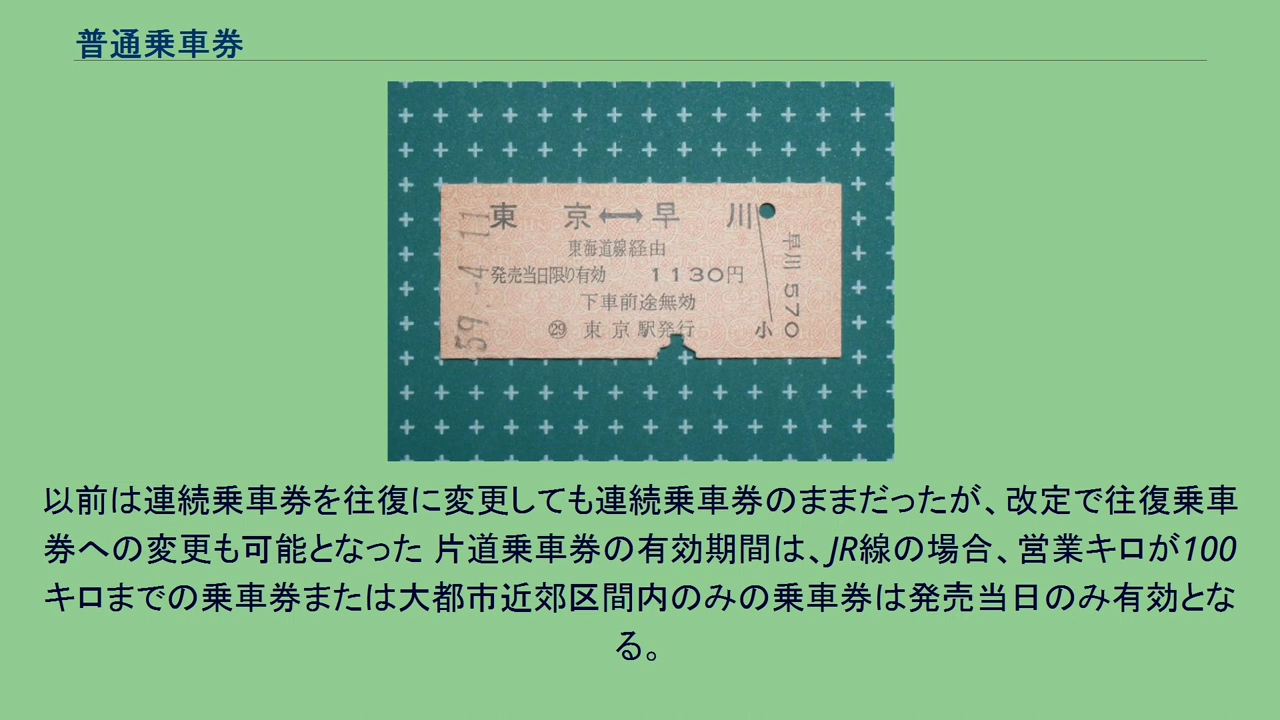 普通乗車券
東京↔早川
東海道線経由
発売当日限り有効 1130円
下車前途無効
㉙ 東京駅発行
小
早川 570
59.-4.11
以前は連続乗車券を往復に変更しても連続乗車券のままだったが、改定で往復乗車
券への変更も可能となった 片道乗車券の有効期間は、JR線の場合、営業キロが100
キロまでの乗車券または大都市近郊区間内のみの乗車券は発売当日のみ有効とな
る。